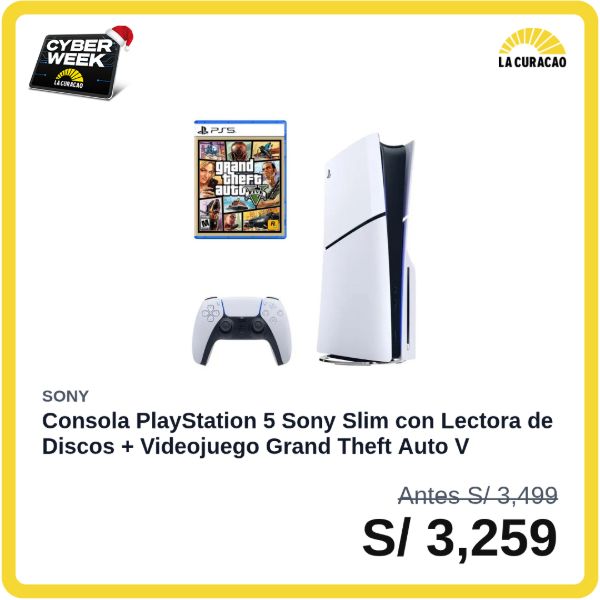 CYBER
WEEK
LA CURACAO
LA CURACAO
PS5
grand
theft
auto V
M
R
SONY
Consola PlayStation 5 Sony Slim con Lectora de
Discos + Videojuego Grand Theft Auto V
Antes S/ 3,499
S/ 3,259